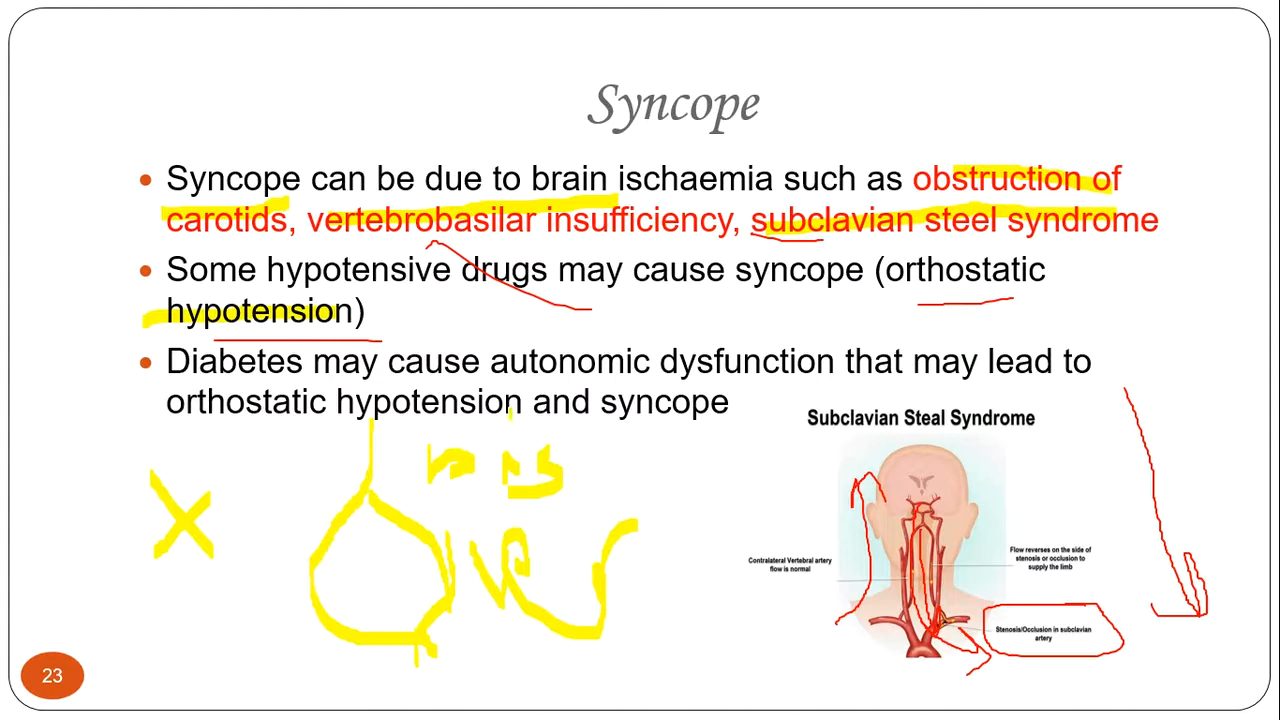 Syncope
• Syncope can be due to brain ischaemia such as obstruction of
carotids, vertebrobasilar insufficiency, subclavian steel syndrome
• Some hypotensive drugs may cause syncope (orthostatic
hypotension)
• Diabetes may cause autonomic dysfunction that may lead to
orthostatic hypotension and syncope
Subclavian Steal Syndrome
Contralateral Vertebral artery
flow is normal
Flow reverses on the side of
stenosis or occlusion to
supply the limb
Stenosis/Occlusion in subclavian
artery
23